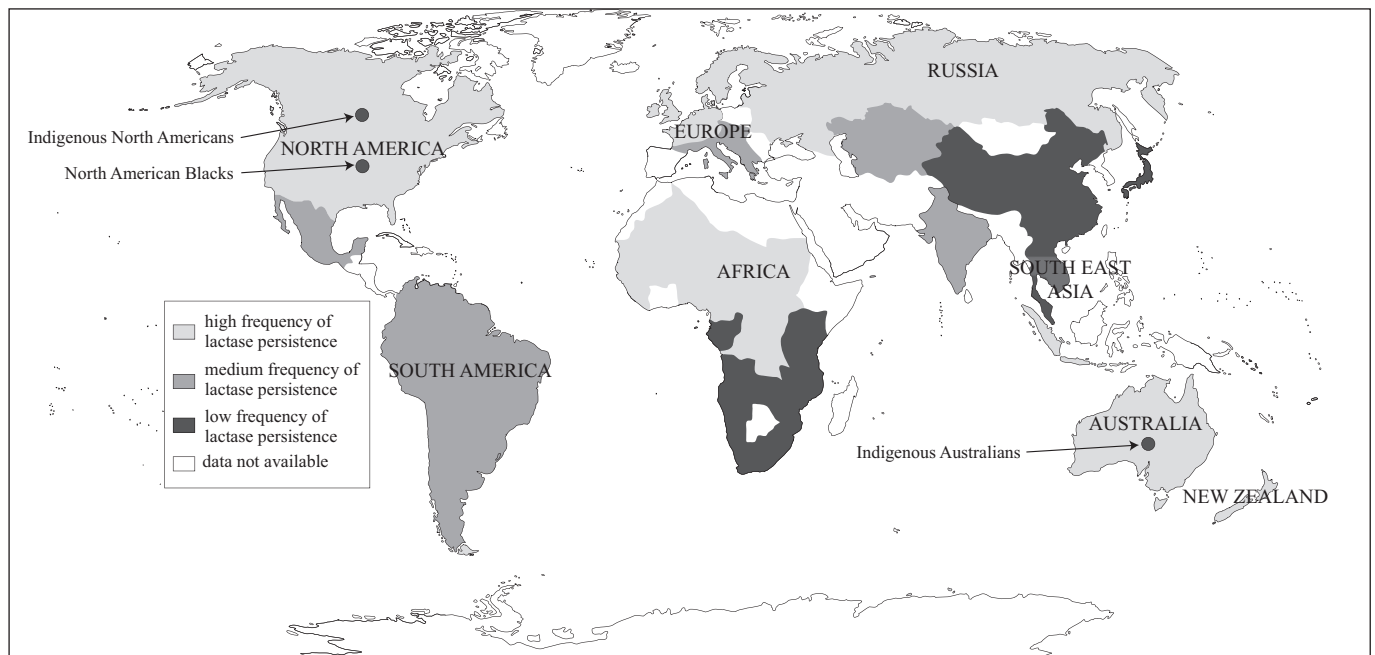 RUSSIA
Indigenous North Americans
EUROPE
NORTH AMERICA
North American Blacks
AFRICA
SOUTH EAST
ASIA
high frequency of
lactase persistence
medium frequency of
lactase persistence
low frequency of
lactase persistence
data not available
SOUTH AMERICA
AUSTRALIA
Indigenous Australians
NEW ZEALAND